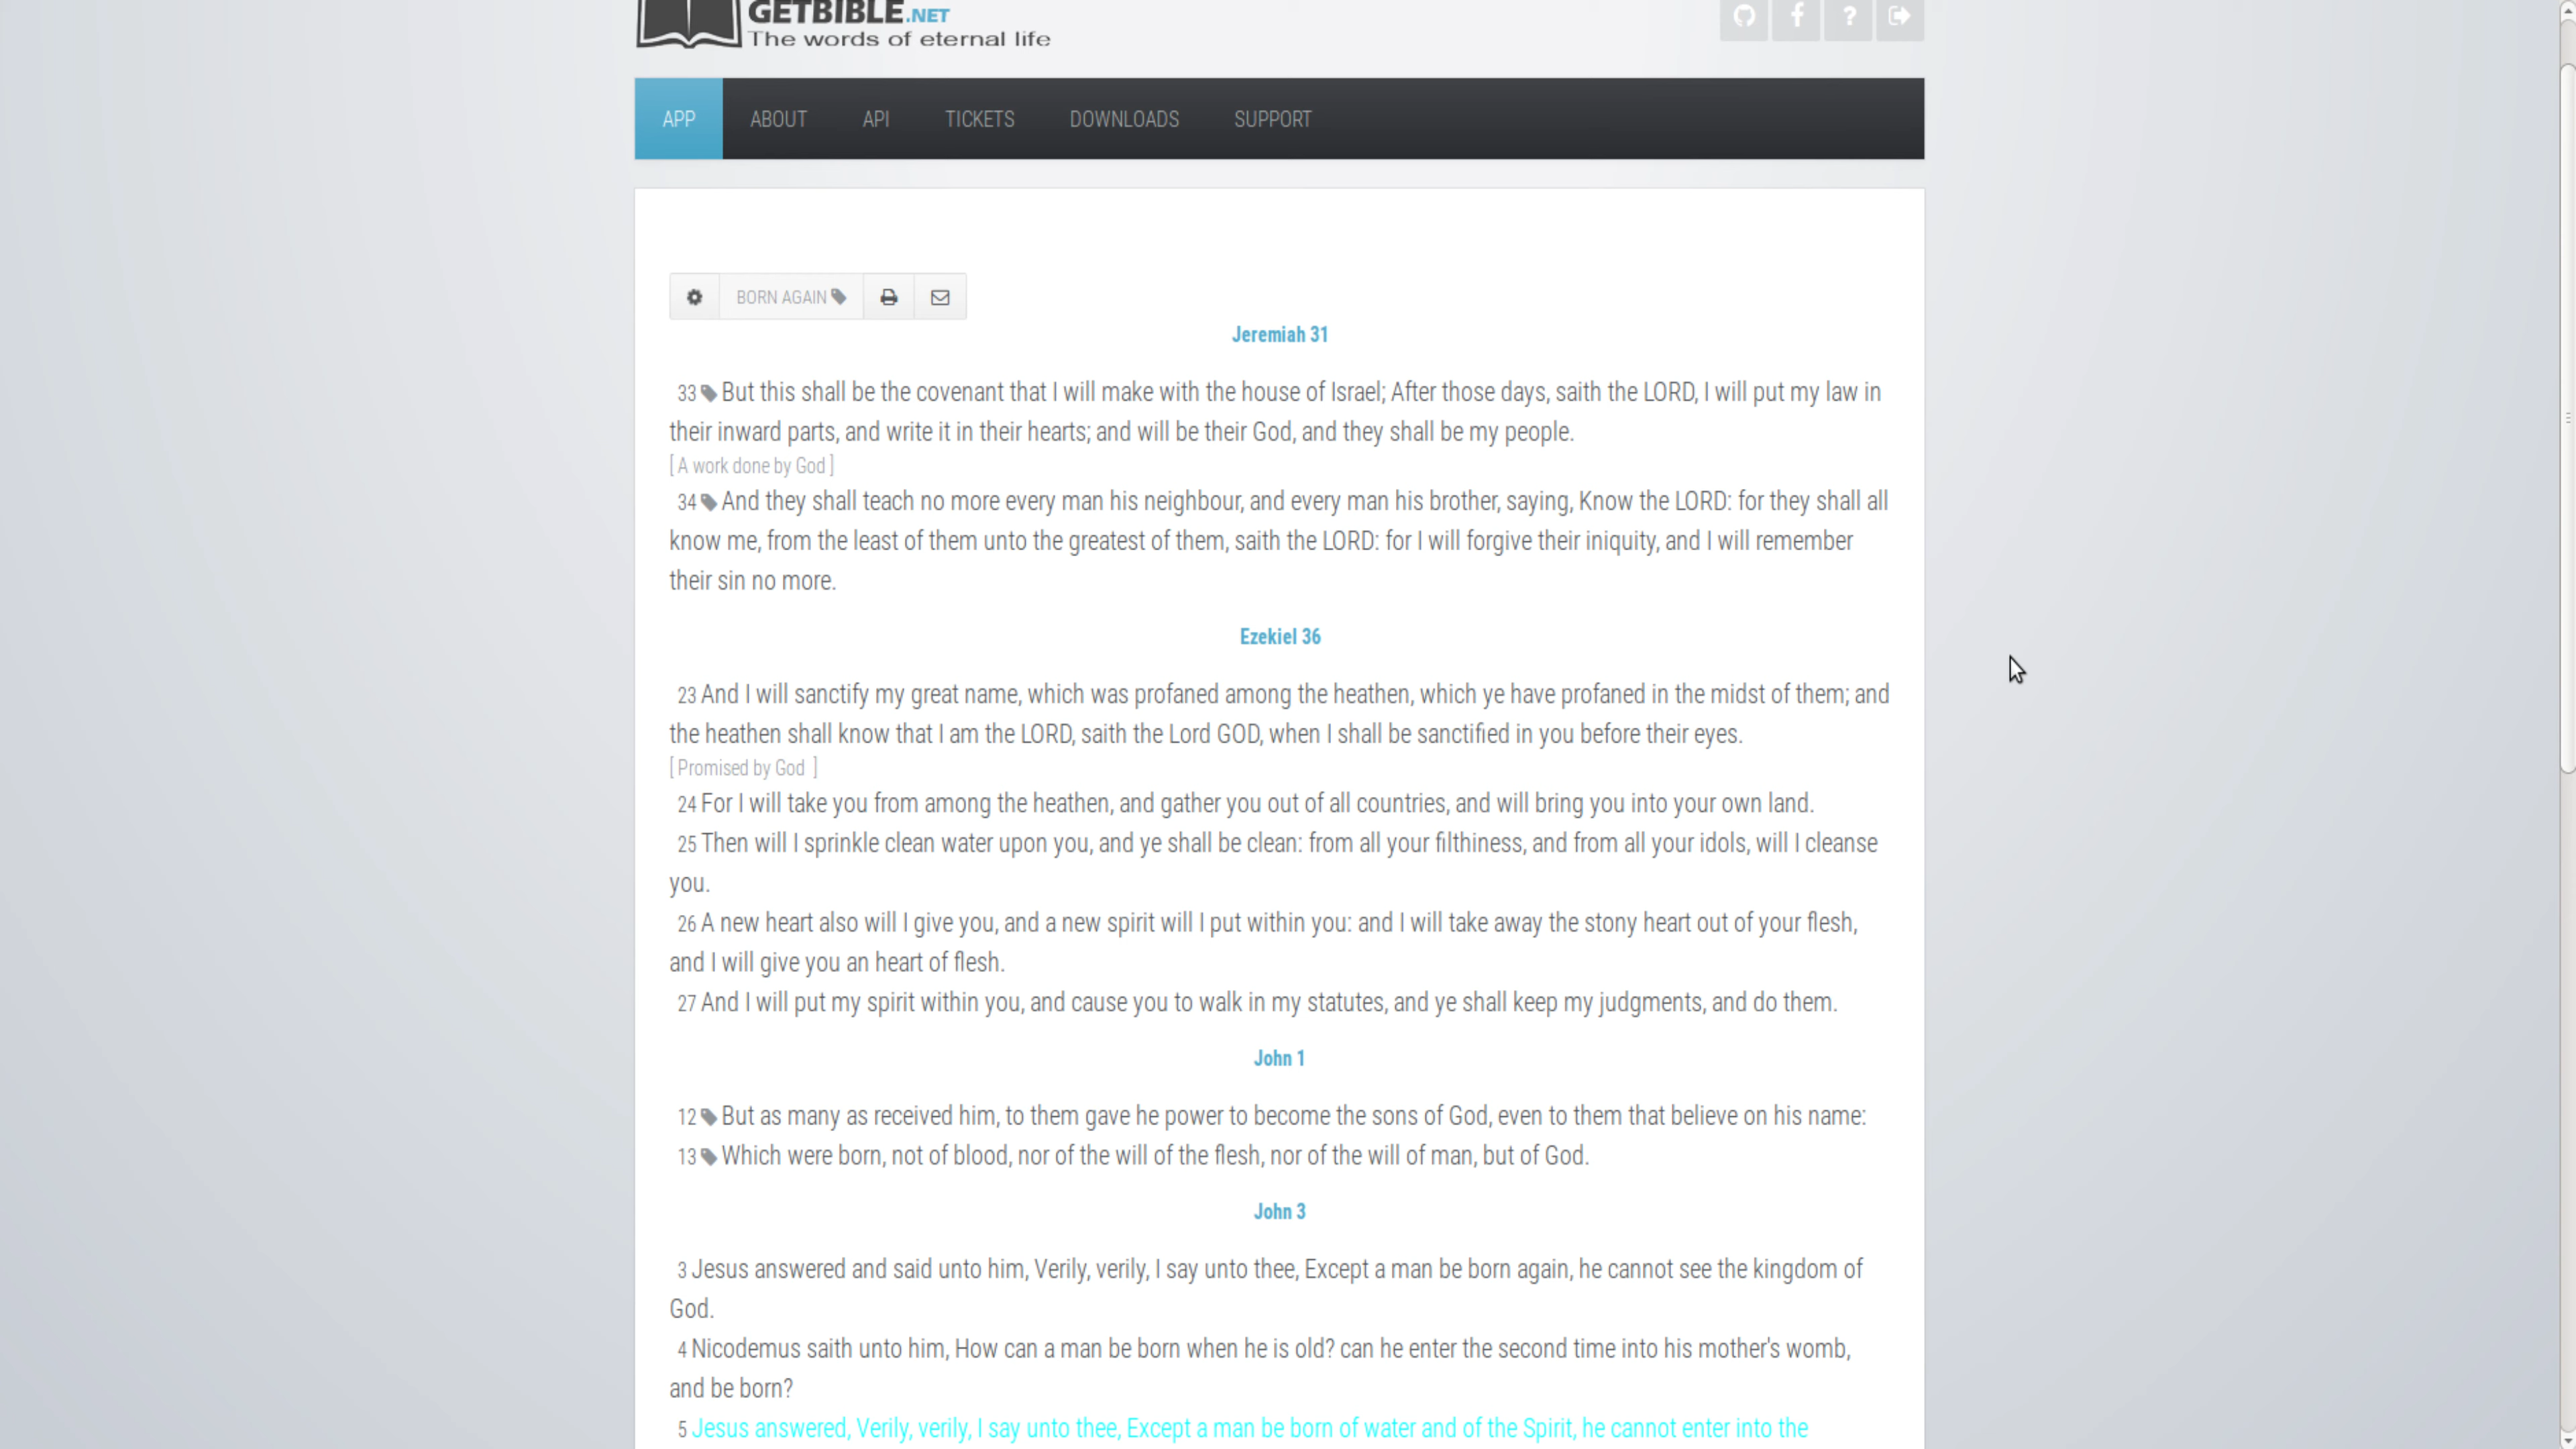 GETBIBLE.NET
The words of eternal life
APP ABOUT API TICKETS DOWNLOADS SUPPORT
BORN AGAIN
Jeremiah 31
33 But this shall be the covenant that I will make with the house of Israel; After those days, saith the LORD, I will put my law in
their inward parts, and write it in their hearts; and will be their God, and they shall be my people.
[ A work done by God ]
34 And they shall teach no more every man his neighbour, and every man his brother, saying, Know the LORD: for they shall all
know me, from the least of them unto the greatest of them, saith the LORD: for I will forgive their iniquity, and I will remember
their sin no more.
Ezekiel 36
23 And I will sanctify my great name, which was profaned among the heathen, which ye have profaned in the midst of them; and
the heathen shall know that I am the LORD, saith the Lord GOD, when I shall be sanctified in you before their eyes.
[ Promised by God ]
24 For I will take you from among the heathen, and gather you out of all countries, and will bring you into your own land.
25 Then will I sprinkle clean water upon you, and ye shall be clean: from all your filthiness, and from all your idols, will I cleanse
you.
26 A new heart also will I give you, and a new spirit will I put within you: and I will take away the stony heart out of your flesh,
and I will give you an heart of flesh.
27 And I will put my spirit within you, and cause you to walk in my statutes, and ye shall keep my judgments, and do them.
John 1
12 But as many as received him, to them gave he power to become the sons of God, even to them that believe on his name:
13 Which were born, not of blood, nor of the will of the flesh, nor of the will of man, but of God.
John 3
3 Jesus answered and said unto him, Verily, verily, I say unto thee, Except a man be born again, he cannot see the kingdom of
God.
4 Nicodemus saith unto him, How can a man be born when he is old? can he enter the second time into his mother's womb,
and be born?
5 Jesus answered, Verily, verily, I say unto thee, Except a man be born of water and of the Spirit, he cannot enter into the